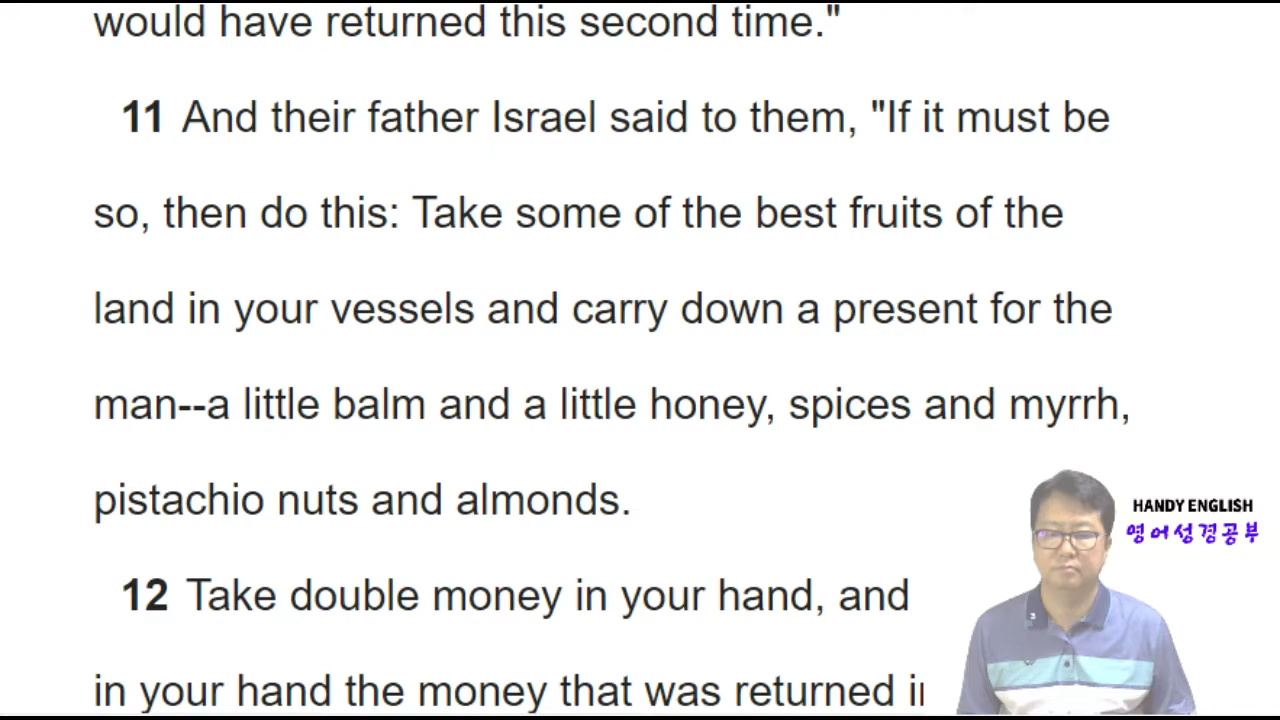 would have returned this second time."
11 And their father Israel said to them, "If it must be
so, then do this: Take some of the best fruits of the
land in your vessels and carry down a present for the
man--a little balm and a little honey, spices and myrrh,
pistachio nuts and almonds.
HANDY ENGLISH
영어성경공부
12 Take double money in your hand, and
in your hand the money that was returned